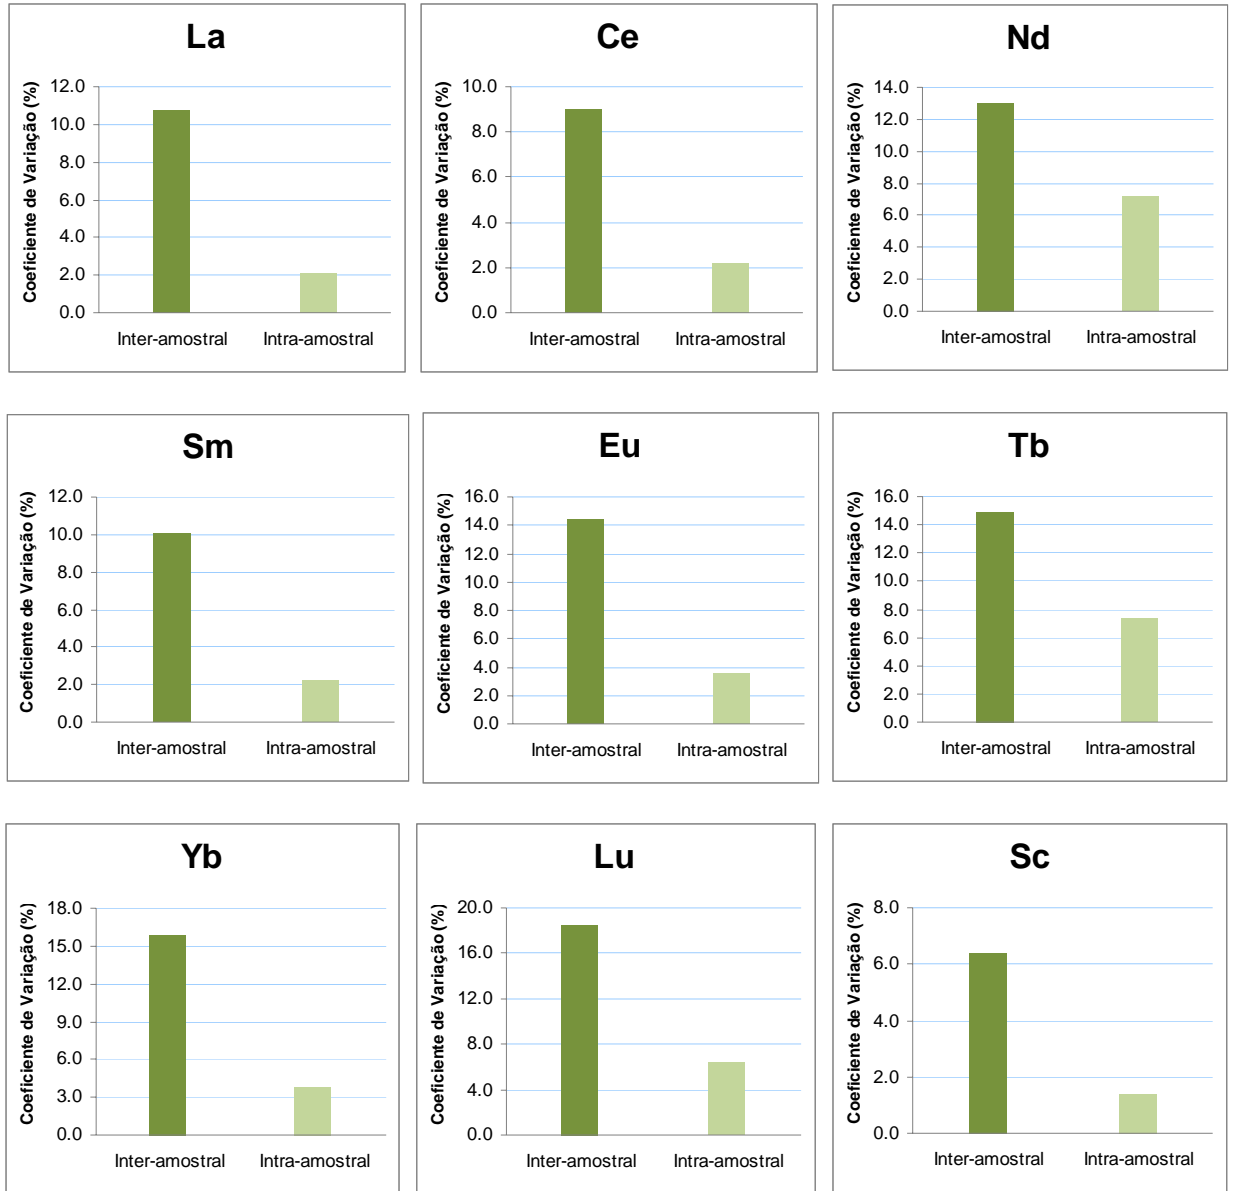 La
Coeficiente de Variação (%)
12.0
10.0
8.0
6.0
4.0
2.0
0.0
Inter-amostral Intra-amostral
Ce
Coeficiente de Variação (%)
10.0
8.0
6.0
4.0
2.0
0.0
Inter-amostral Intra-amostral
Nd
Coeficiente de Variação (%)
14.0
12.0
10.0
8.0
6.0
4.0
2.0
0.0
Inter-amostral Intra-amostral
Sm
Coeficiente de Variação (%)
12.0
10.0
8.0
6.0
4.0
2.0
0.0
Inter-amostral Intra-amostral
Eu
Coeficiente de Variação (%)
16.0
14.0
12.0
10.0
8.0
6.0
4.0
2.0
0.0
Inter-amostral Intra-amostral
Tb
Coeficiente de Variação (%)
16.0
14.0
12.0
10.0
8.0
6.0
4.0
2.0
0.0
Inter-amostral Intra-amostral
Yb
Coeficiente de Variação (%)
18.0
15.0
12.0
9.0
6.0
3.0
0.0
Inter-amostral Intra-amostral
Lu
Coeficiente de Variação (%)
20.0
16.0
12.0
8.0
4.0
0.0
Inter-amostral Intra-amostral
Sc
Coeficiente de Variação (%)
8.0
6.0
4.0
2.0
0.0
Inter-amostral Intra-amostral